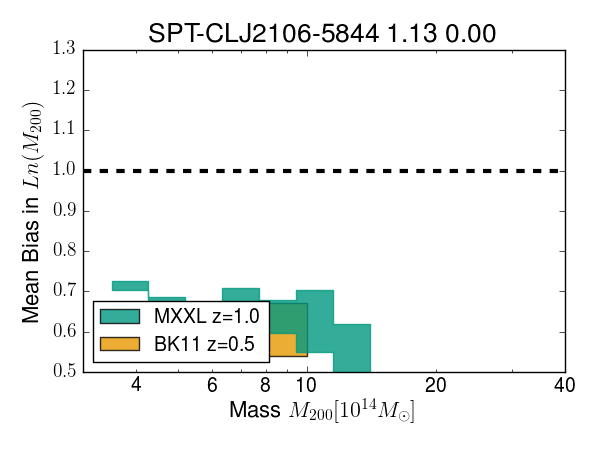 SPT-CLJ2106-5844 1.13 0.00
1.3
1.2
1.1
1.0
0.9
0.8
0.7
0.6
0.5
Mean Bias in Ln(M₂₀₀)
MXXL z=1.0
BK11 z=0.5
4 6 8 10 20 40
Mass M₂₀₀[10¹⁴M⊙]